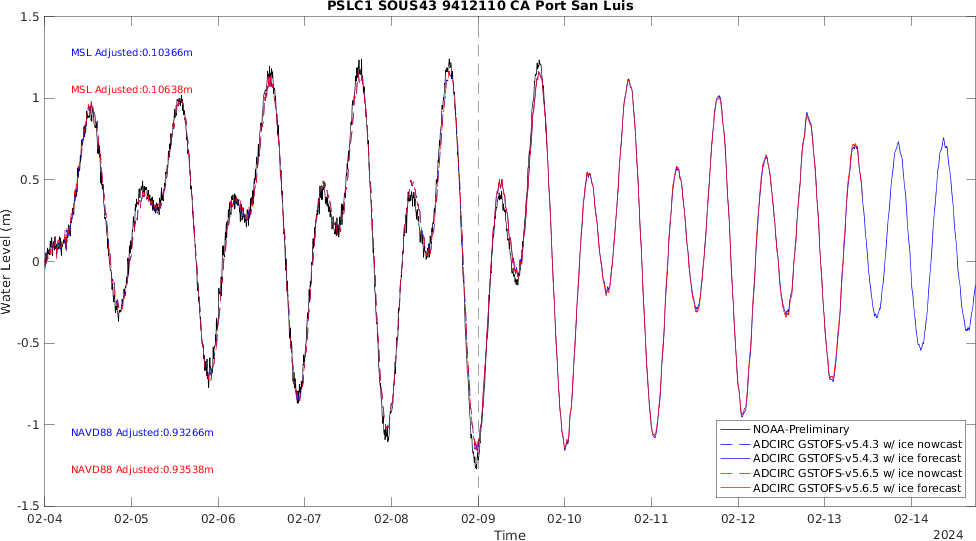 PSLC1 SOUS43 9412110 CA Port San Luis
1.5
1
0.5
0
-0.5
-1
-1.5
Water Level (m)
MSL Adjusted:0.10366m
MSL Adjusted:0.10638m
NAVD88 Adjusted:0.93266m
NAVD88 Adjusted:0.93538m
NOAA-Preliminary
ADCIRC GSTOFS-v5.4.3 w/ ice nowcast
ADCIRC GSTOFS-v5.4.3 w/ ice forecast
ADCIRC GSTOFS-v5.6.5 w/ ice nowcast
ADCIRC GSTOFS-v5.6.5 w/ ice forecast
02-04 02-05 02-06 02-07 02-08 02-09 02-10 02-11 02-12 02-13 02-14
Time
2024